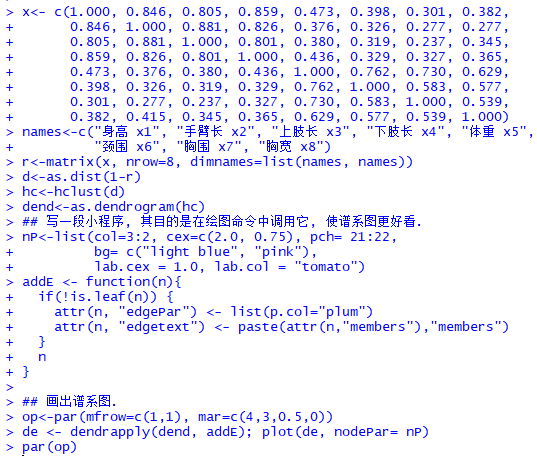 > x<- c(1.000, 0.846, 0.805, 0.859, 0.473, 0.398, 0.301, 0.382,
+ 0.846, 1.000, 0.881, 0.826, 0.376, 0.326, 0.277, 0.277,
+ 0.805, 0.881, 1.000, 0.801, 0.380, 0.319, 0.237, 0.345,
+ 0.859, 0.826, 0.801, 1.000, 0.436, 0.329, 0.327, 0.365,
+ 0.473, 0.376, 0.380, 0.436, 1.000, 0.762, 0.730, 0.629,
+ 0.398, 0.326, 0.319, 0.329, 0.762, 1.000, 0.583, 0.577,
+ 0.301, 0.277, 0.237, 0.327, 0.730, 0.583, 1.000, 0.539,
+ 0.382, 0.415, 0.345, 0.365, 0.629, 0.577, 0.539, 1.000)
> names<-c("身高 x1", "手臂长 x2", "上肢长 x3", "下肢长 x4", "体重 x5",
+ "颈围 x6", "胸围 x7", "胸宽 x8")
> r<-matrix(x, nrow=8, dimnames=list(names, names))
> d<-as.dist(1-r)
> hc<-hclust(d)
> dend<-as.dendrogram(hc)
> ## 写一段小程序, 其目的是在绘图命令中调用它, 使谱系图更好看.
> nP<-list(col=3:2, cex=c(2.0, 0.75), pch= 21:22,
+ bg= c("light blue", "pink"),
+ lab.cex = 1.0, lab.col = "tomato")
> addE <- function(n){
+ if(!is.leaf(n)) {
+ attr(n, "edgePar") <- list(p.col="plum")
+ attr(n, "edgetext") <- paste(attr(n,"members"),"members")
+ }
+ n
+ }
>
> ## 画出谱系图.
> op<-par(mfrow=c(1,1), mar=c(4,3,0.5,0))
> de <- dendrapply(dend, addE); plot(de, nodePar= nP)
> par(op)